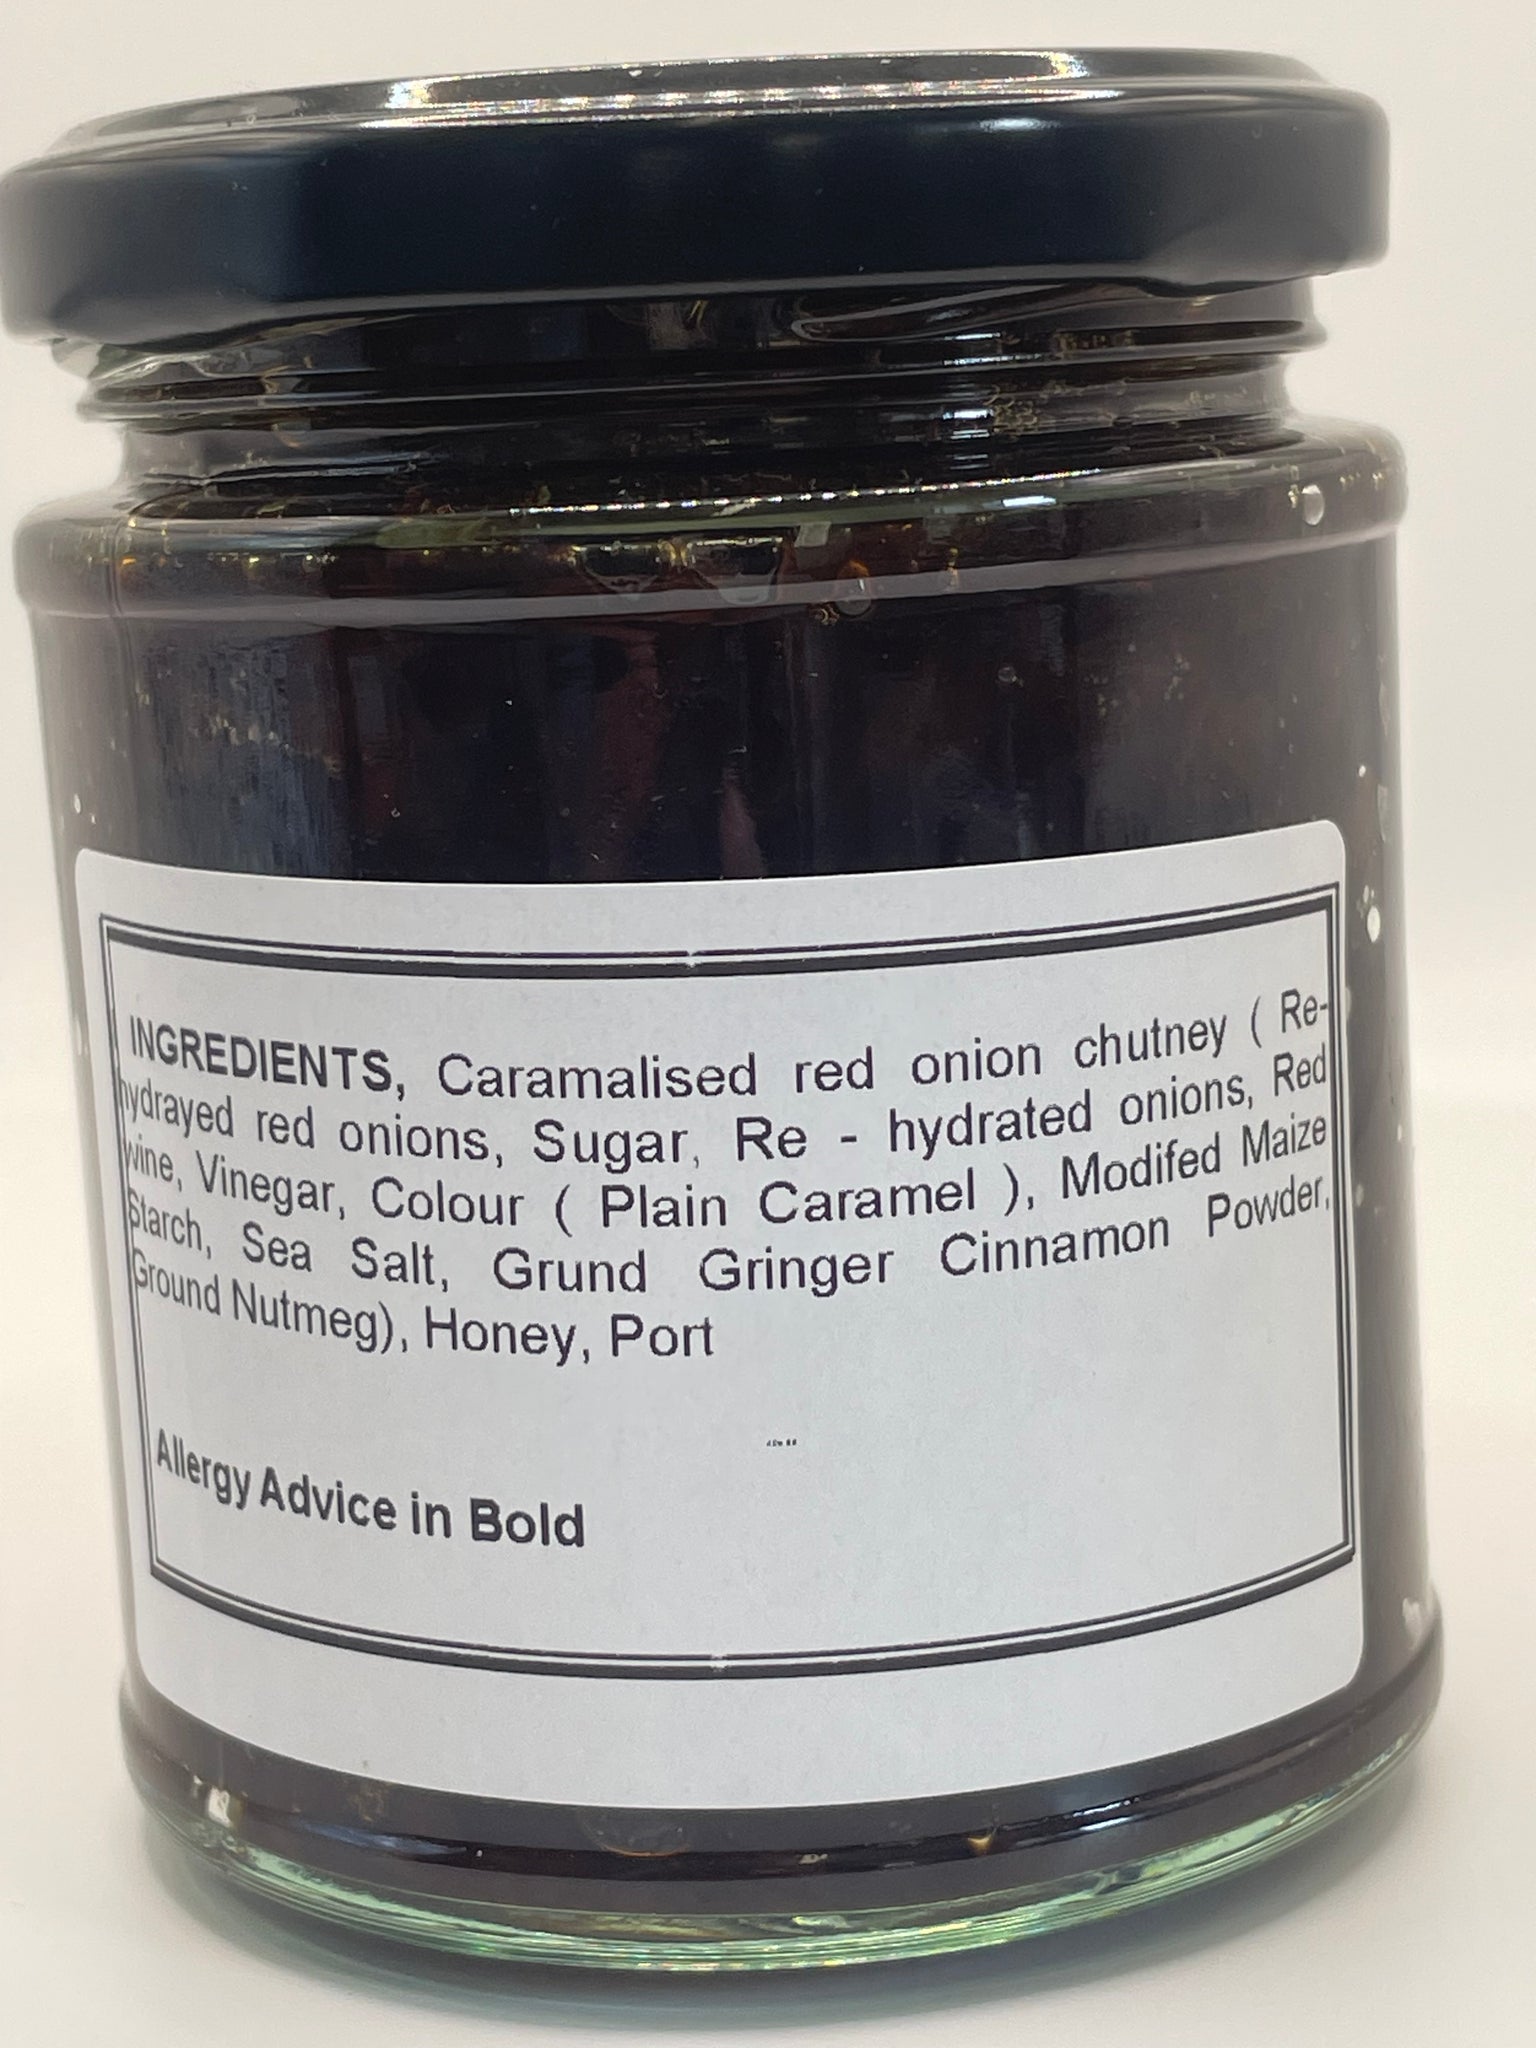 INGREDIENTS, Caramalised red onion chutney ( Re-
hydrayed red onions, Sugar, Re - hydrated onions, Red
wine, Vinegar, Colour ( Plain Caramel ), Modifed Maize
Starch, Sea Salt, Grund Gringer Cinnamon Powder,
Ground Nutmeg), Honey, Port
Allergy Advice in Bold